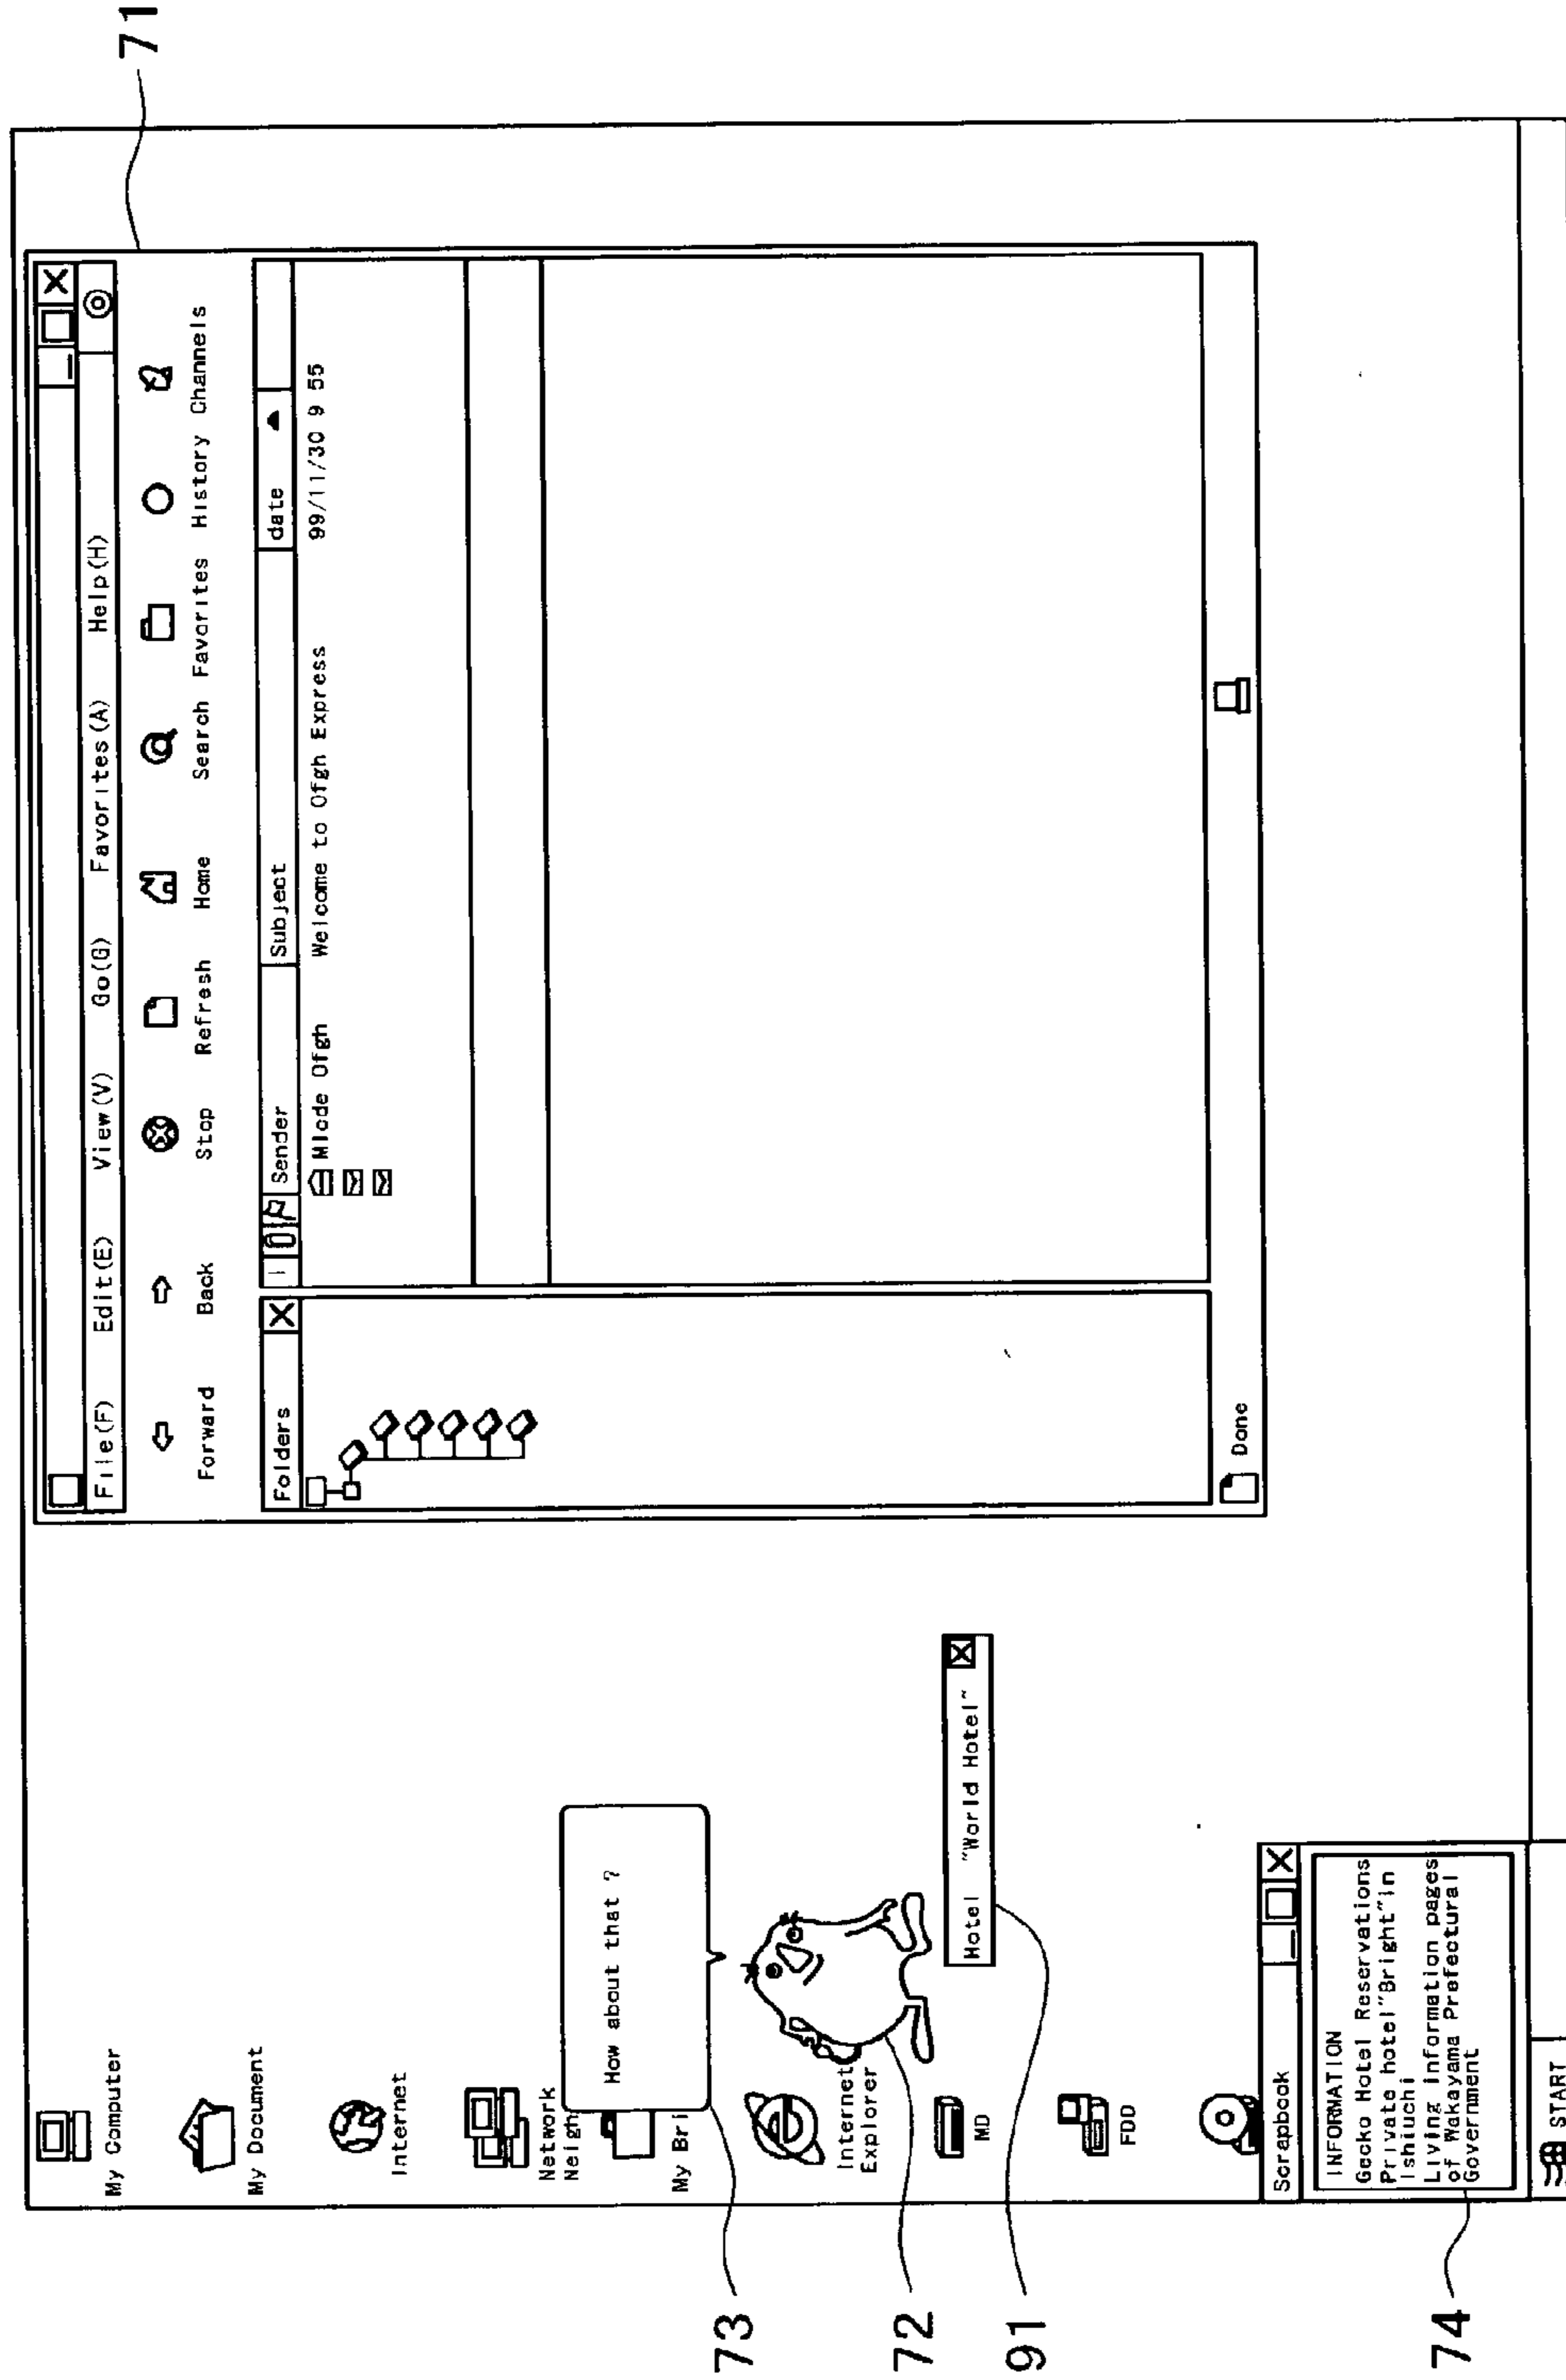 71
File(F) Edit(E) View(V) Go(G) Favorites(A) Help(H)
Forward Back Stop Refresh Home Search Favorites History Channels
Folders
Sender Subject date
Mlcde Ofgh Welcome to Ofgh Express 99/11/30 9 55
Done
My Computer
My Document
Internet
Network
Neigh
My Bri
Internet
Explorer
MD
FDD
How about that ?
73
72
Hotel "World Hotel"
91
Scrapbook
INFORMATION
Gecko Hotel Reservations
Private hotel"Bright"in
Ishiuchi
Living information pages
of Wakayama Prefectural
Government
74
START